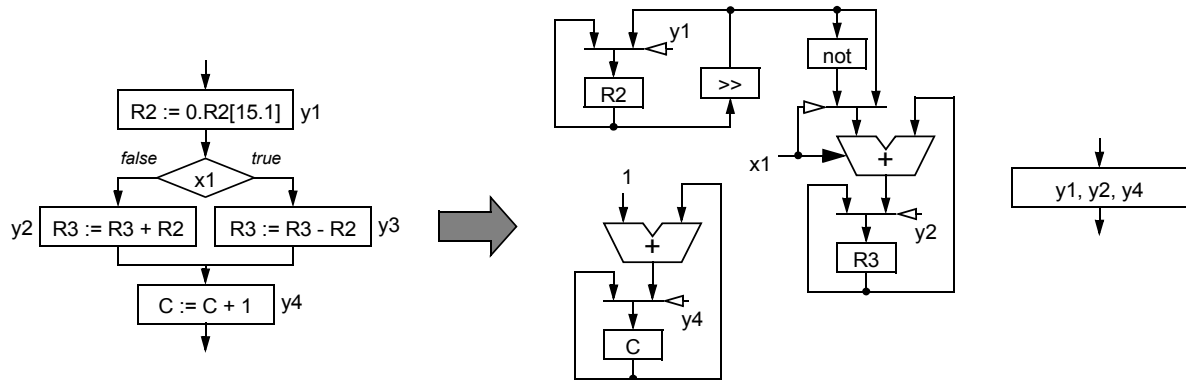 R2 := 0.R2[15.1] y1
false true
x1
y2 R3 := R3 + R2 R3 := R3 - R2 y3
C := C + 1 y4
y1
R2
>>
not
x1
+
y2
R3
1
+
y4
C
y1, y2, y4